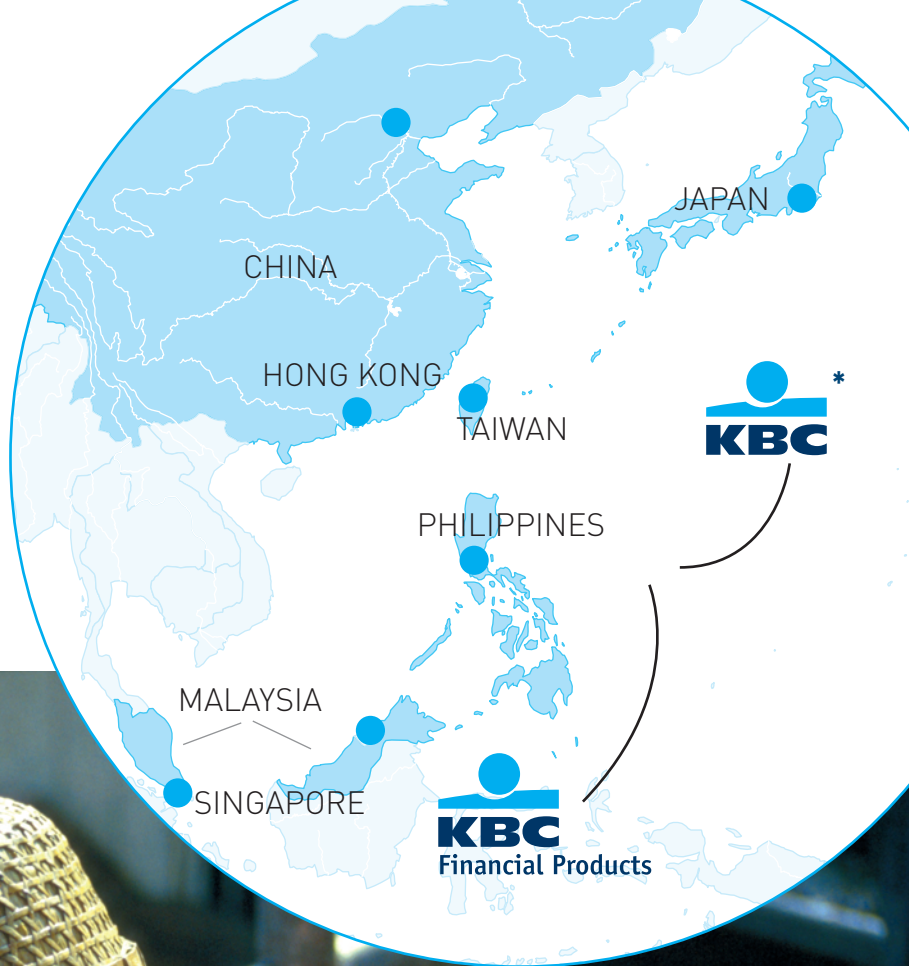 JAPAN
CHINA
HONG KONG
*
KBC
TAIWAN
PHILIPPINES
MALAYSIA
SINGAPORE
KBC
Financial Products